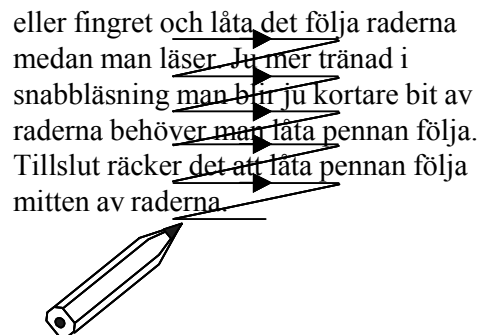 eller fingret och låta det följa raderna
medan man läser. Ju mer tränad i
snabbläsning man blir ju kortare bit av
raderna behöver man låta pennan följa.
Tillslut räcker det att låta pennan följa
mitten av raderna.